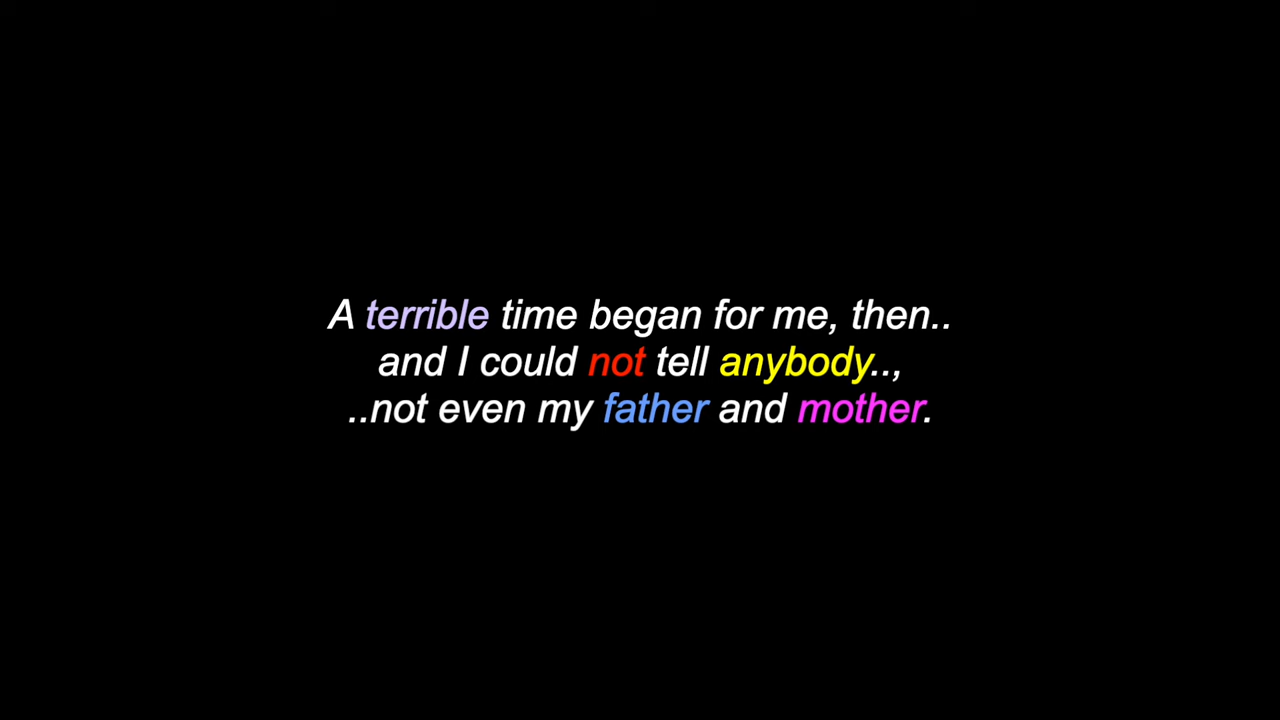 A terrible time began for me, then..
and I could not tell anybody..,
..not even my father and mother.